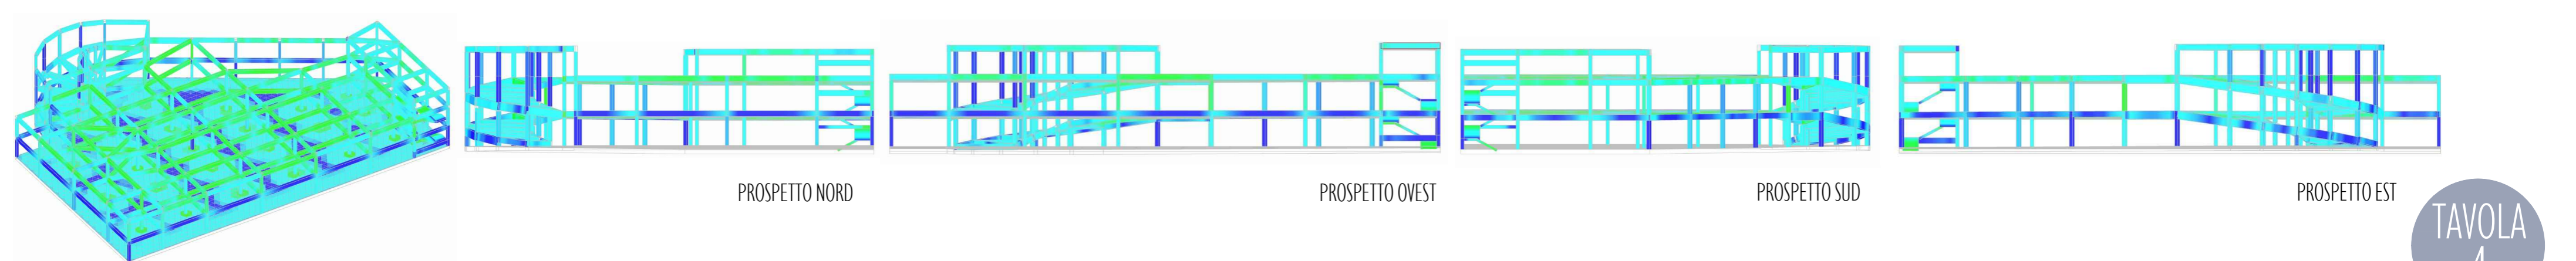 PROSPETTO NORD
PROSPETTO OVEST
PROSPETTO SUD
PROSPETTO EST
TAVOLA